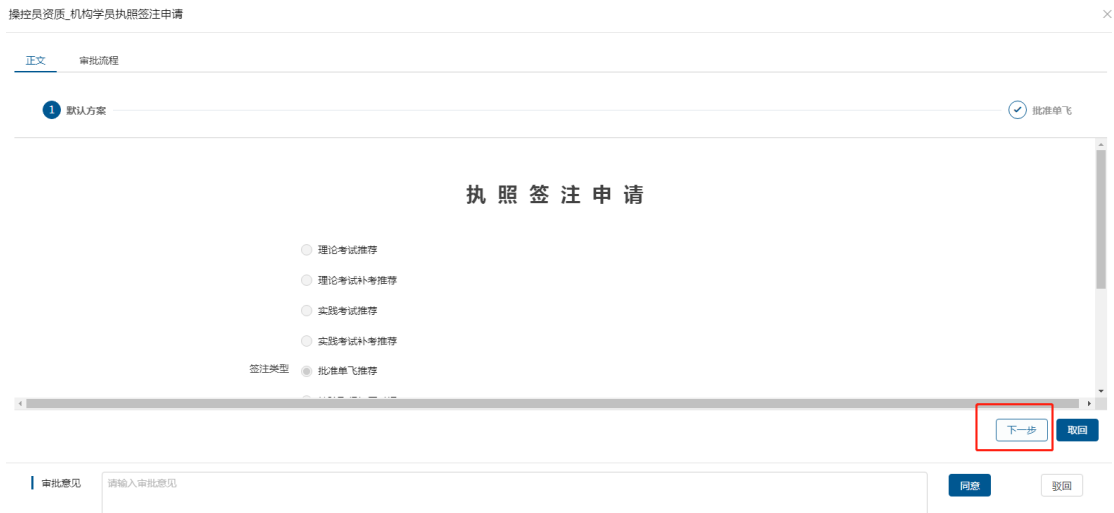 操控员资质_机构学员执照签注申请
正文 审批流程
1 默认方案 批准单飞
执照签注申请
理论考试推荐
理论考试补考推荐
实践考试推荐
实践考试补考推荐
签注类型 批准单飞推荐
下一步 取回
审批意见 请输入审批意见 同意 驳回